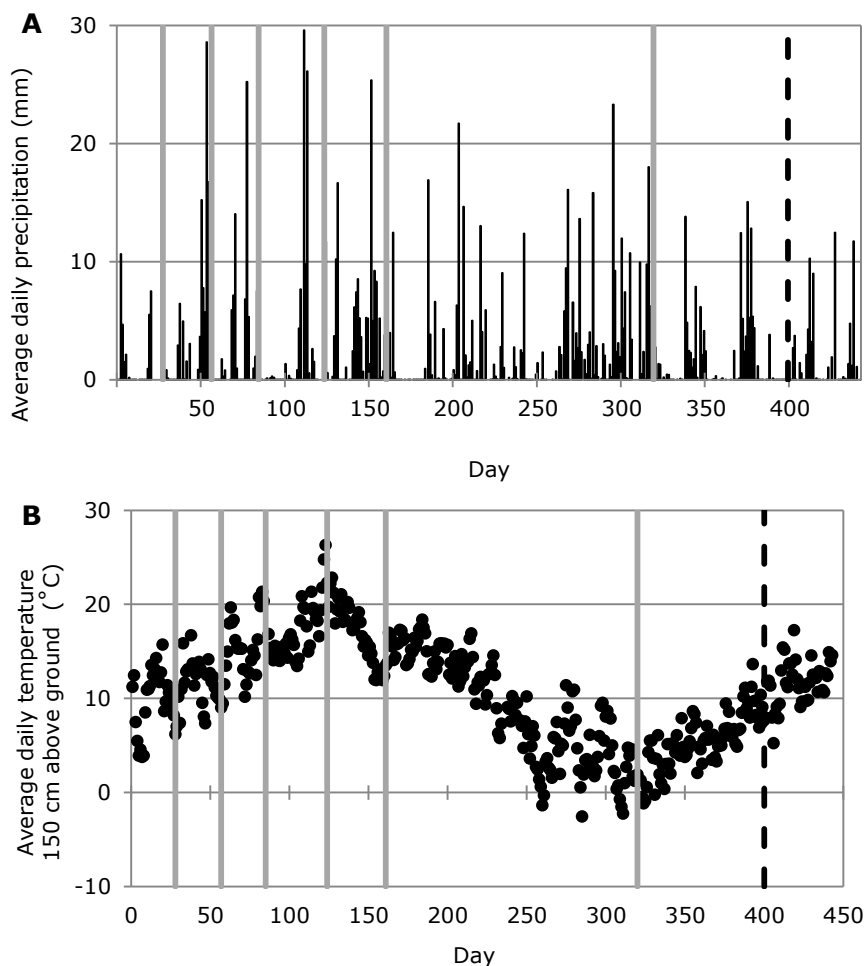 A
Average daily precipitation (mm)
30
20
10
0
50 100 150 200 250 300 350 400
Day
B
Average daily temperature
150 cm above ground (˚C)
30
20
10
0
-10
0 50 100 150 200 250 300 350 400 450
Day